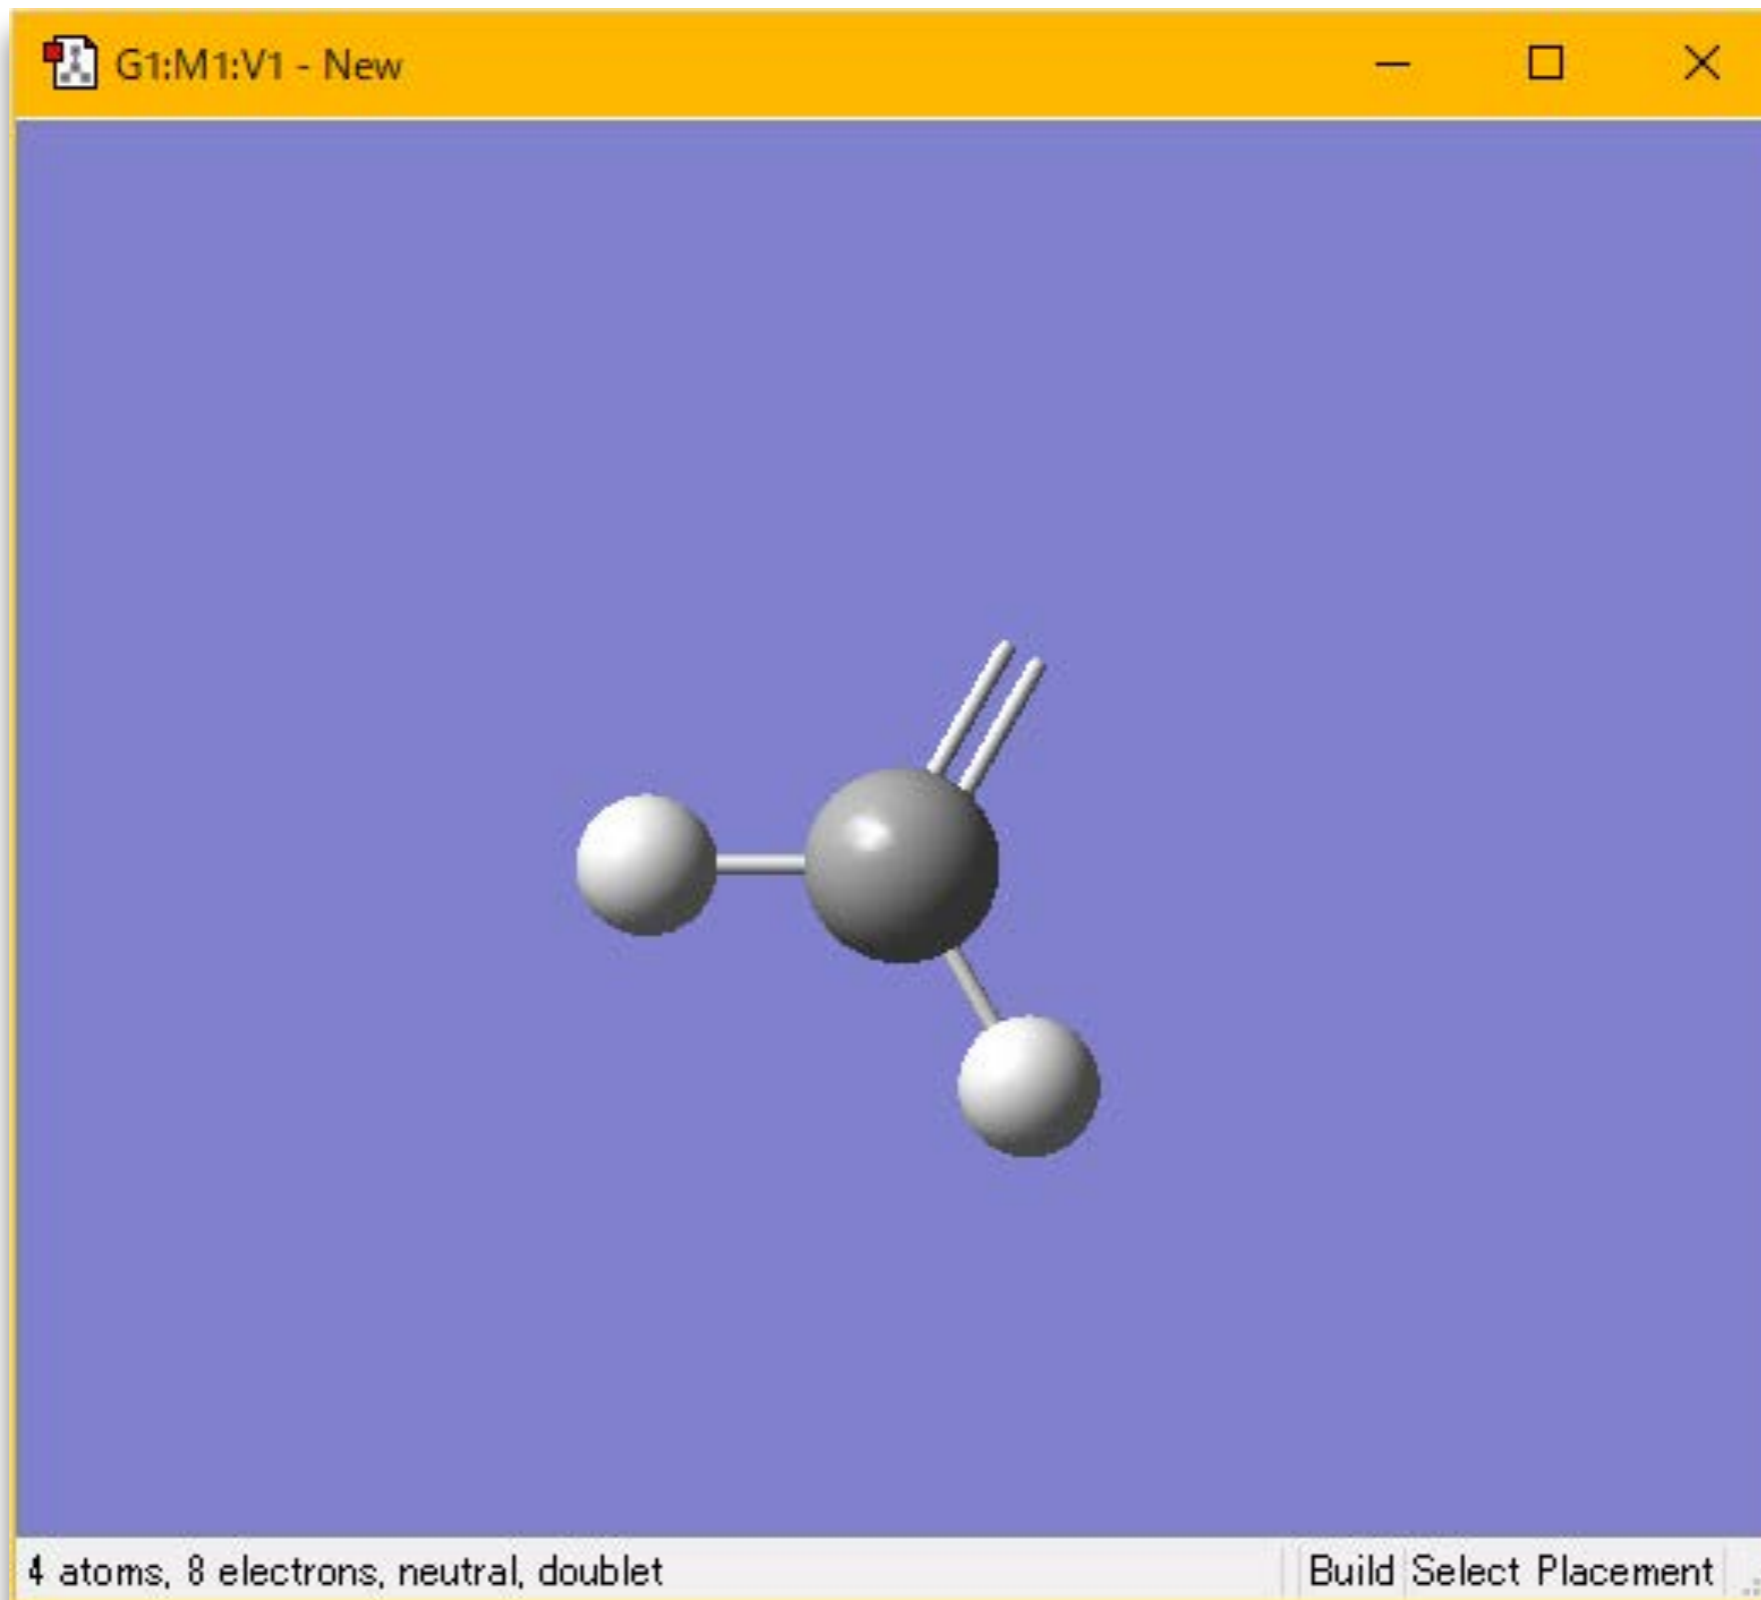 G1:M1:V1 - New
4 atoms, 8 electrons, neutral, doublet
Build Select Placement